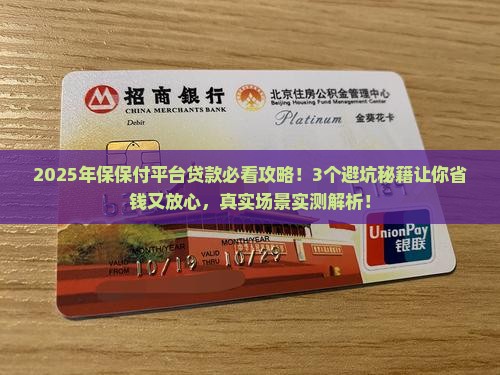 招商银行
CHINA MERCHANTS BANK
北京住房公积金管理中心
Beijing Housing Fund Management Center
Debit
Platinum 金葵花卡
2025年保保付平台贷款必看攻略！3个避坑秘籍让你省
钱又放心，真实场景实测解析！
MONTH/YEAR MONTH/YEAR
VALID FROM 10/19 VALID THRU 10/29
UnionPay
银联